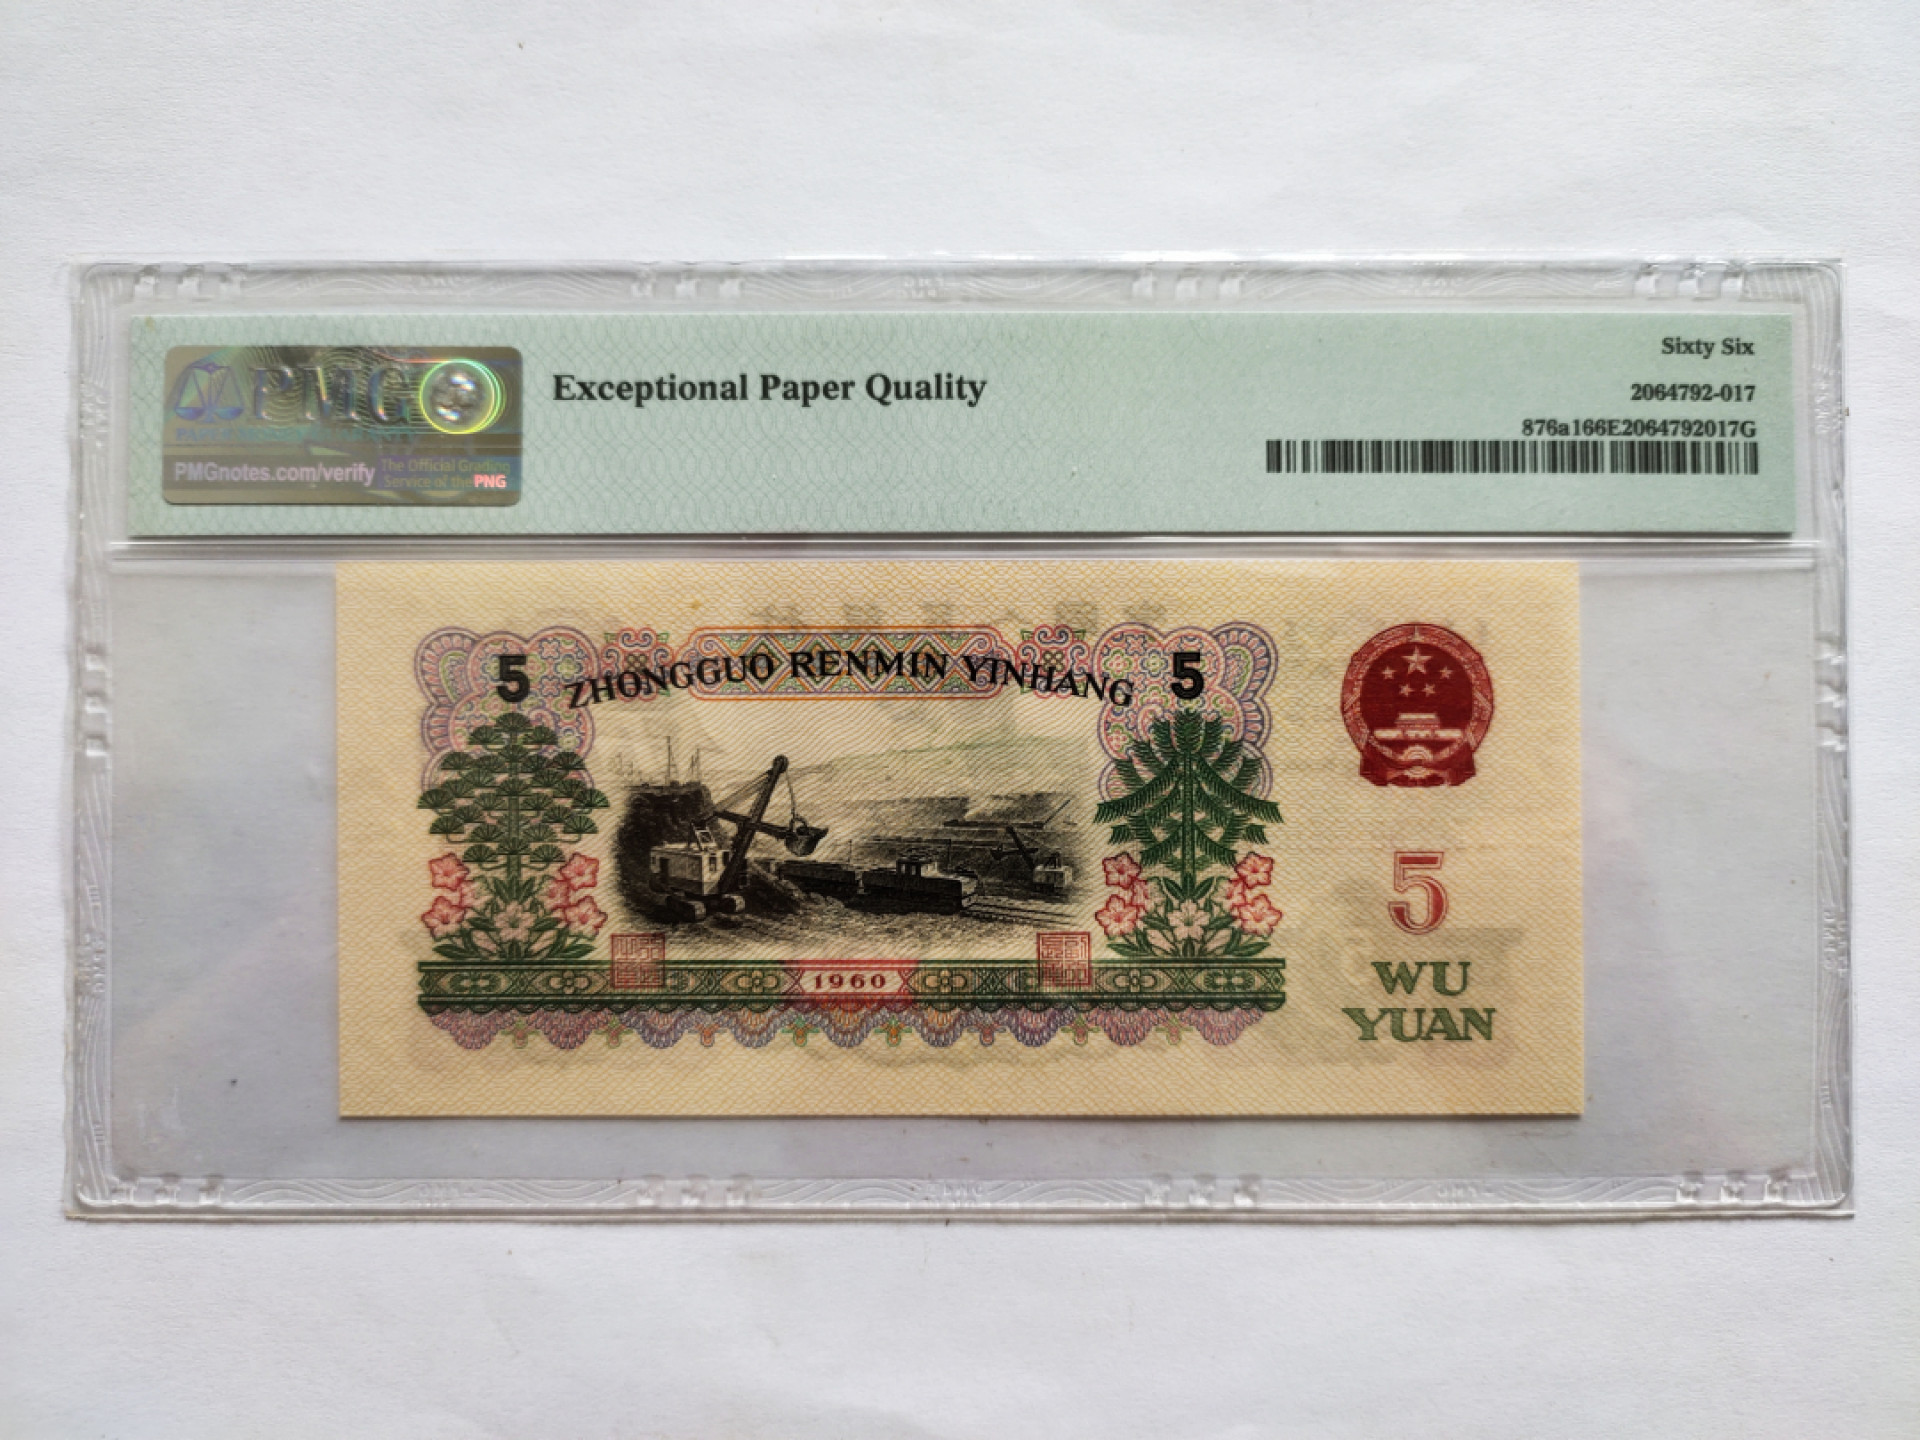 PMG
PMGnotes.com/verify
The Official Grading
Service of the PNG
Exceptional Paper Quality
Sixty Six
2064792-017
876a166E2064792017G
5
ZHONGGUO RENMIN YINHANG
5
1960
5
WU
YUAN